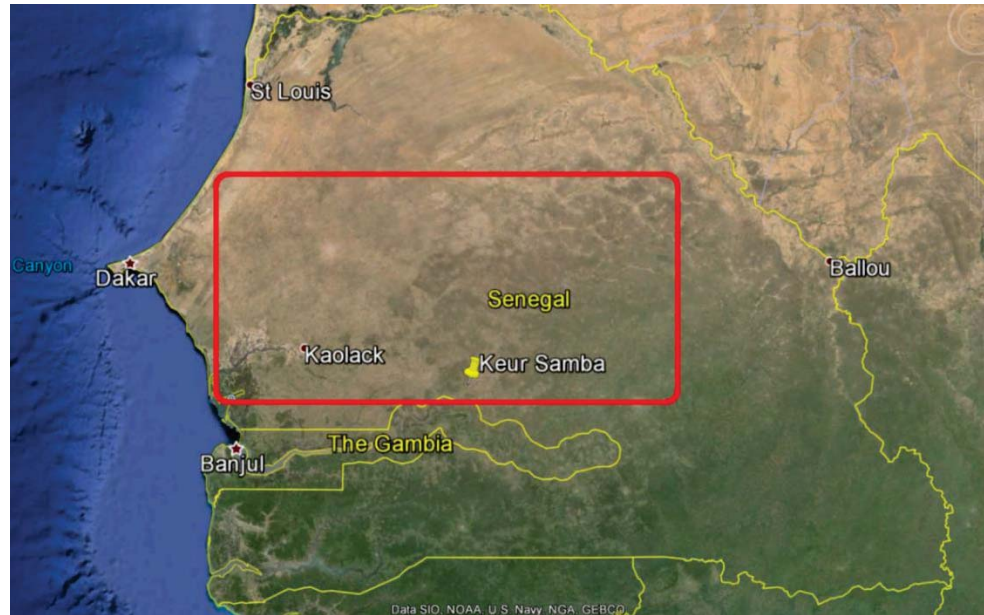 St Louis
Canyon
Dakar
Ballou
Senegal
Kaolack
Keur Samba
The Gambia
Banjul
Data SIO, NOAA, U.S. Navy, NGA, GEBCO